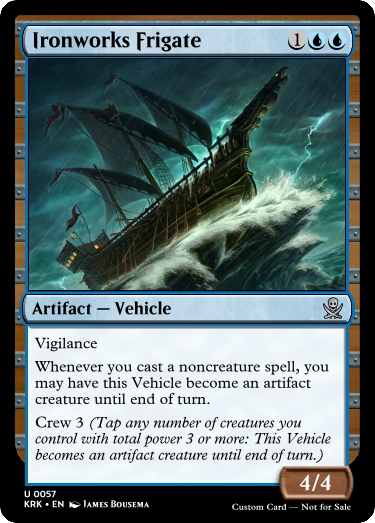 Ironworks Frigate 1
Artifact — Vehicle
Vigilance
Whenever you cast a noncreature spell, you
may have this Vehicle become an artifact
creature until end of turn.
Crew 3 (Tap any number of creatures you
control with total power 3 or more: This Vehicle
becomes an artifact creature until end of turn.)
4/4
U 0057
KRK • EN James Bousema
Custom Card — Not for Sale